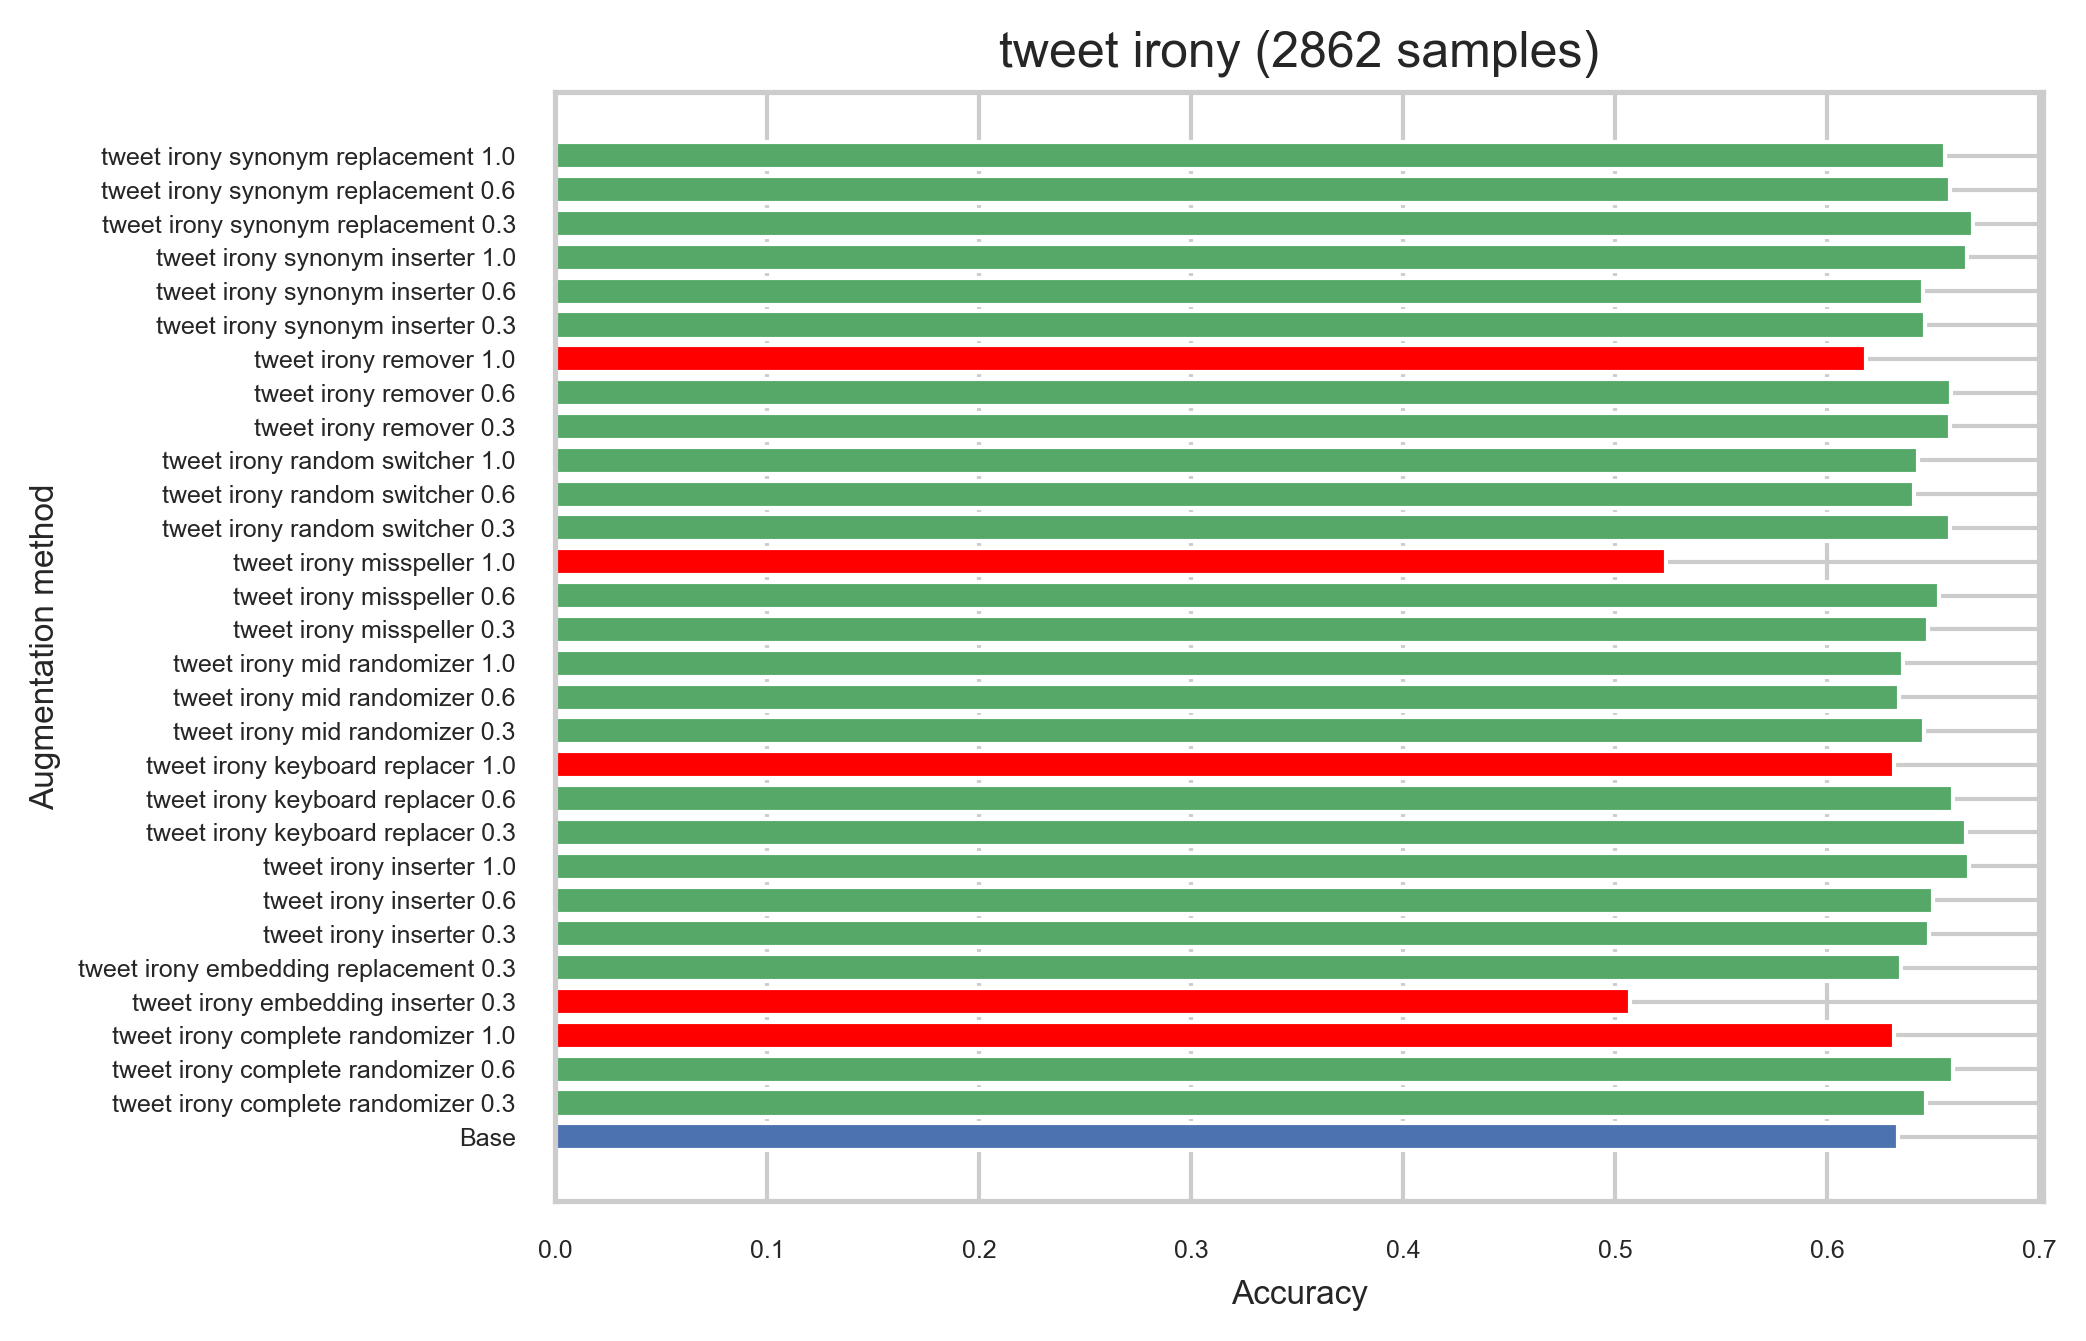 tweet irony (2862 samples)
Augmentation method
tweet irony synonym replacement 1.0
tweet irony synonym replacement 0.6
tweet irony synonym replacement 0.3
tweet irony synonym inserter 1.0
tweet irony synonym inserter 0.6
tweet irony synonym inserter 0.3
tweet irony remover 1.0
tweet irony remover 0.6
tweet irony remover 0.3
tweet irony random switcher 1.0
tweet irony random switcher 0.6
tweet irony random switcher 0.3
tweet irony misspeller 1.0
tweet irony misspeller 0.6
tweet irony misspeller 0.3
tweet irony mid randomizer 1.0
tweet irony mid randomizer 0.6
tweet irony mid randomizer 0.3
tweet irony keyboard replacer 1.0
tweet irony keyboard replacer 0.6
tweet irony keyboard replacer 0.3
tweet irony inserter 1.0
tweet irony inserter 0.6
tweet irony inserter 0.3
tweet irony embedding replacement 0.3
tweet irony embedding inserter 0.3
tweet irony complete randomizer 1.0
tweet irony complete randomizer 0.6
tweet irony complete randomizer 0.3
Base
0.0 0.1 0.2 0.3 0.4 0.5 0.6 0.7
Accuracy